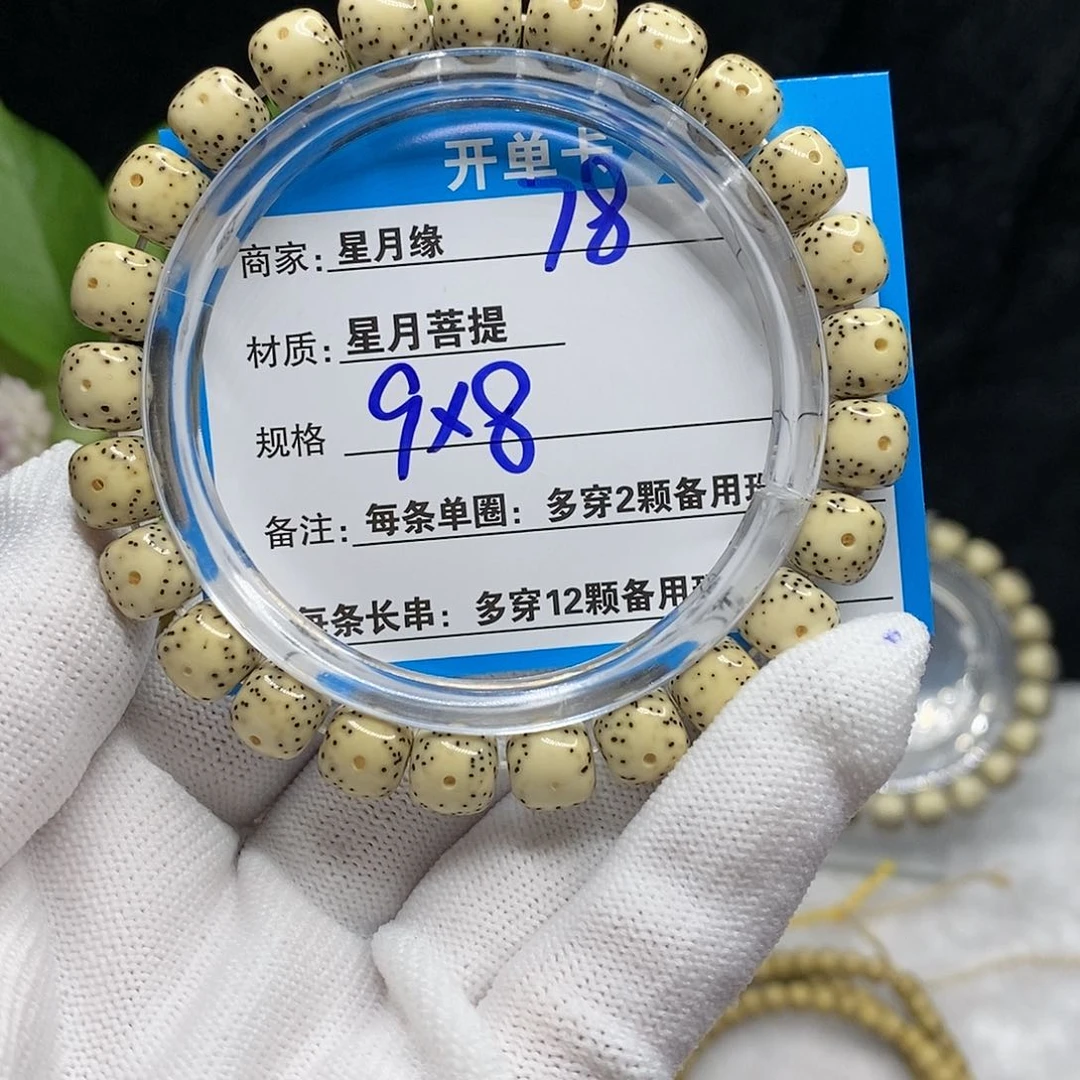 开单卡
78
商家：星月缘
材质：星月菩提
规格 9x8
备注：每条单圈：多穿2颗备用珠
每条长串：多穿12颗备用珠